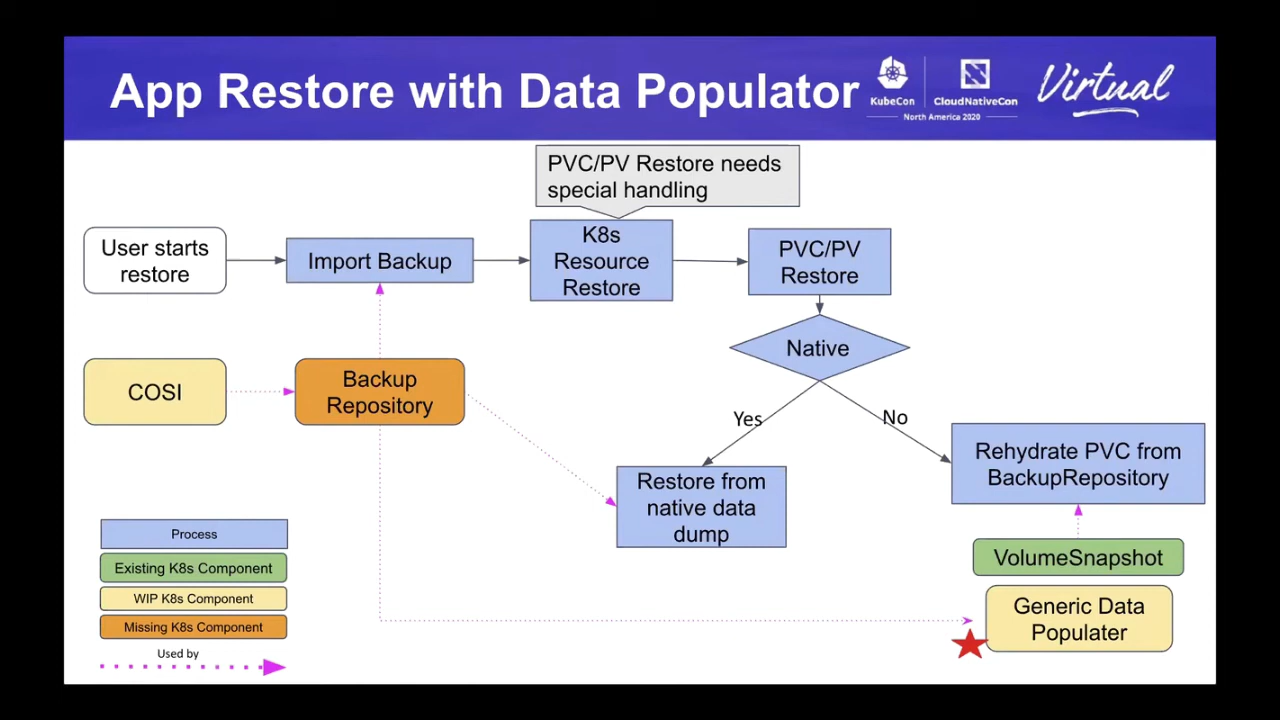 App Restore with Data Populator
KubeCon
CloudNativeCon
North America 2020
Virtual
PVC/PV Restore needs
special handling
User starts
restore
Import Backup
K8s
Resource
Restore
PVC/PV
Restore
Native
COSI
Backup
Repository
Yes
No
Restore from
native data
dump
Rehydrate PVC from
BackupRepository
VolumeSnapshot
Generic Data
Populater
Process
Existing K8s Component
WIP K8s Component
Missing K8s Component
Used by